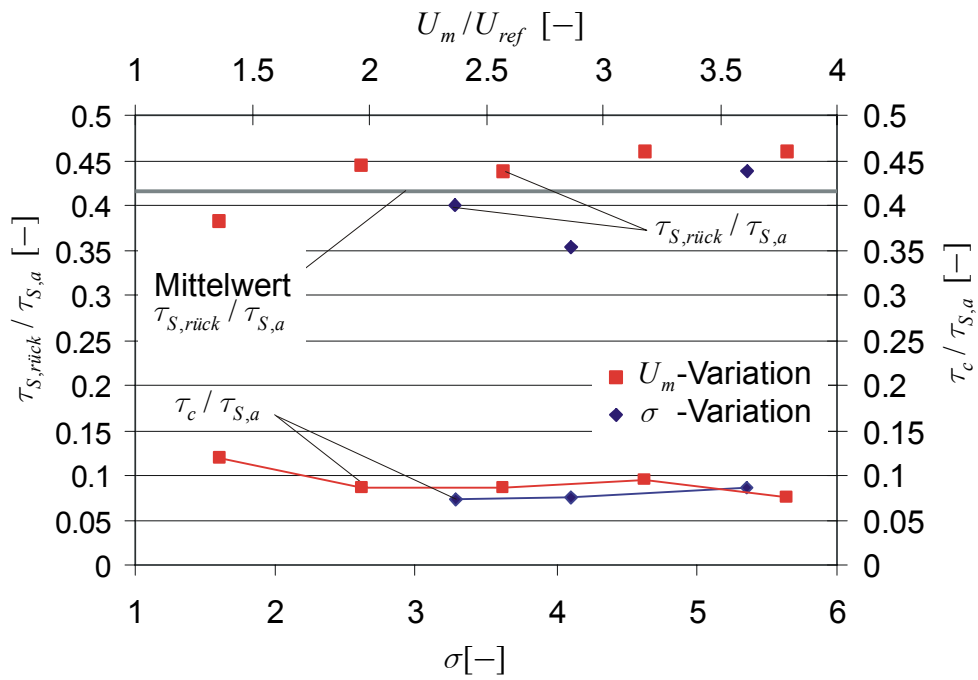 U_m / U_ref [−]
1 1.5 2 2.5 3 3.5 4
0.5 0.5
0.45 0.45
0.4 0.4
0.35 0.35
0.3 0.3
0.25 0.25
0.2 0.2
0.15 0.15
0.1 0.1
0.05 0.05
0 0
τ_S,rück / τ_S,a [−]
τ_c / τ_S,a [−]
τ_S,rück / τ_S,a
Mittelwert
τ_S,rück / τ_S,a
U_m-Variation
σ -Variation
τ_c / τ_S,a
1 2 3 4 5 6
σ[−]